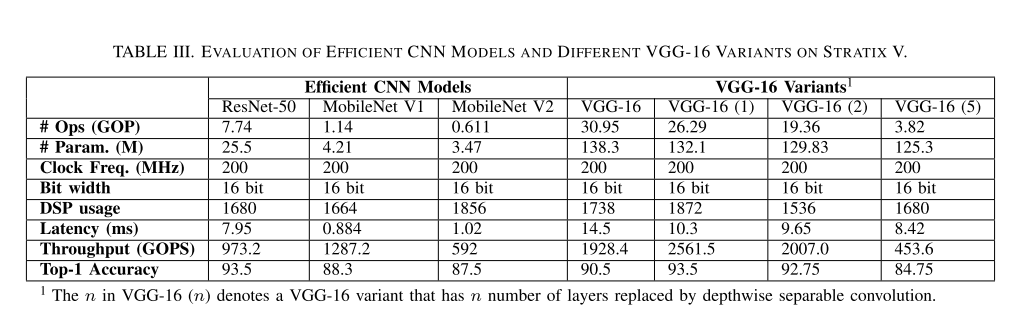 TABLE III. EVALUATION OF EFFICIENT CNN MODELS AND DIFFERENT VGG-16 VARIANTS ON STRATIX V.
Efficient CNN Models VGG-16 Variants1
ResNet-50 MobileNet V1 MobileNet V2 VGG-16 VGG-16 (1) VGG-16 (2) VGG-16 (5)
# Ops (GOP) 7.74 1.14 0.611 30.95 26.29 19.36 3.82
# Param. (M) 25.5 4.21 3.47 138.3 132.1 129.83 125.3
Clock Freq. (MHz) 200 200 200 200 200 200 200
Bit width 16 bit 16 bit 16 bit 16 bit 16 bit 16 bit 16 bit
DSP usage 1680 1664 1856 1738 1872 1536 1680
Latency (ms) 7.95 0.884 1.02 14.5 10.3 9.65 8.42
Throughput (GOPS) 973.2 1287.2 592 1928.4 2561.5 2007.0 453.6
Top-1 Accuracy 93.5 88.3 87.5 90.5 93.5 92.75 84.75
1 The n in VGG-16 (n) denotes a VGG-16 variant that has n number of layers replaced by depthwise separable convolution.